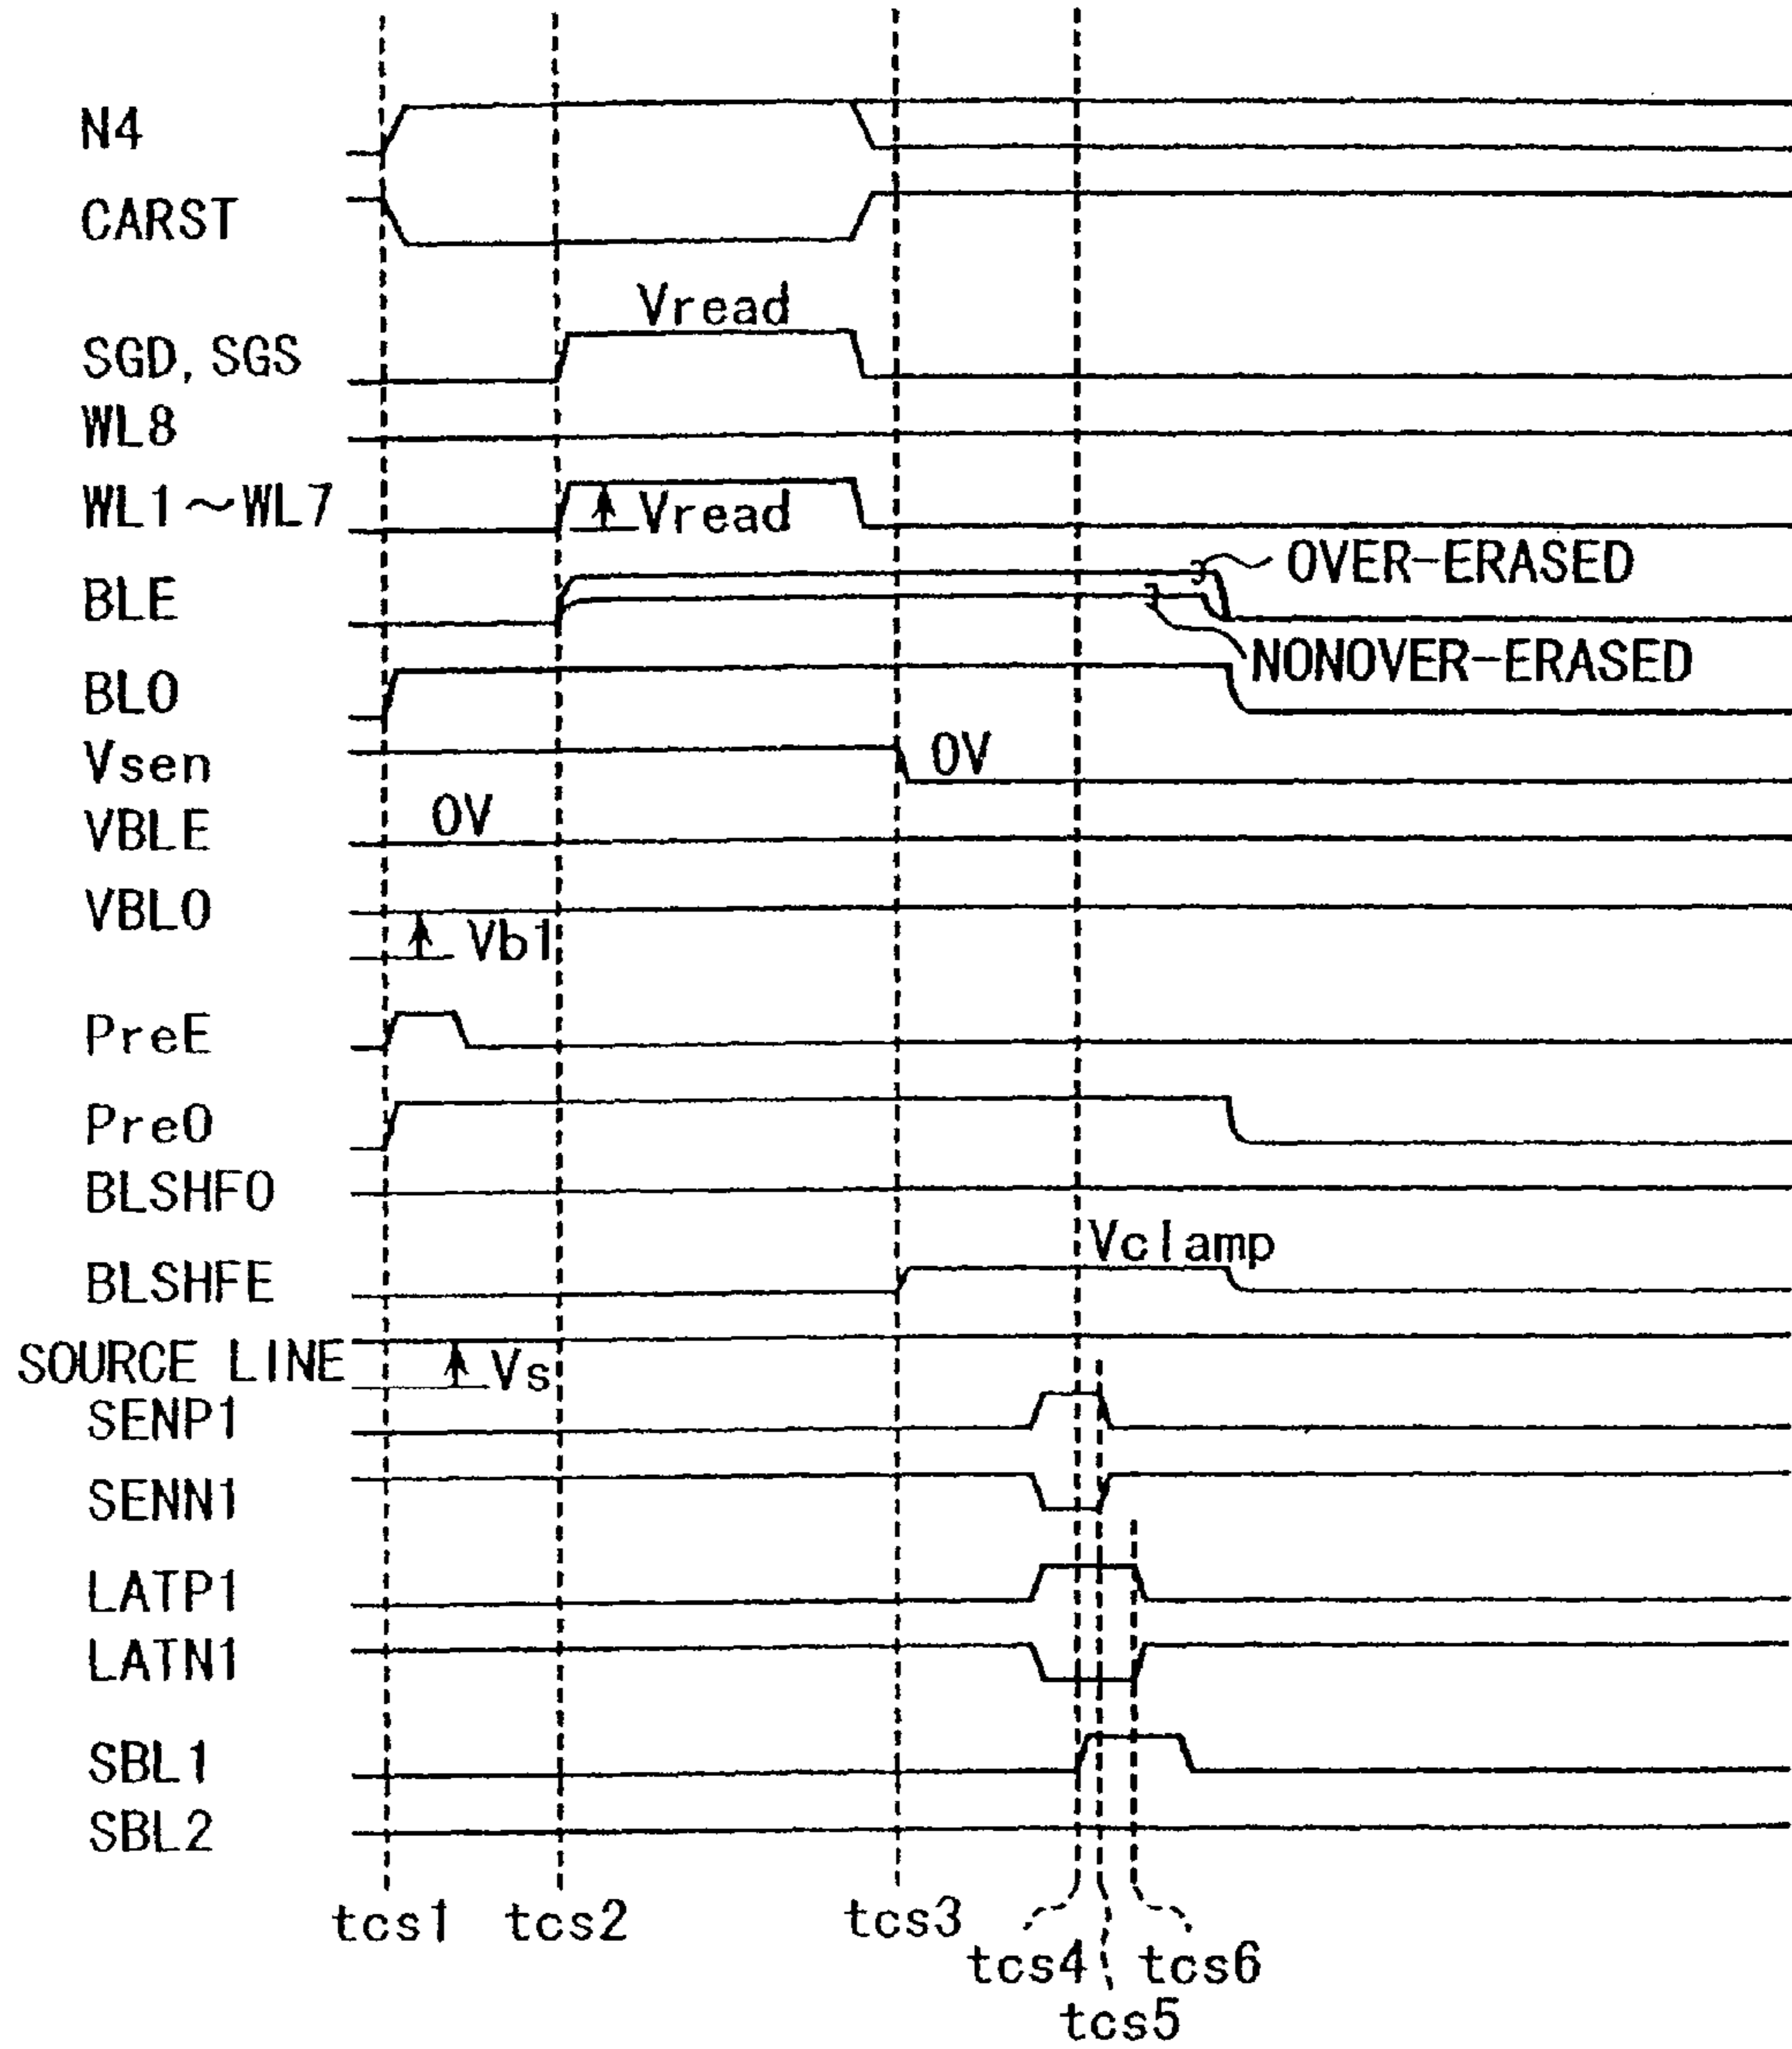 N4
CARST
Vread
SGD, SGS
WL8
WL1～WL7
Vread
OVER-ERASED
BLE
NONOVER-ERASED
BLO
Vsen
0V
VBLE
0V
VBLO
Vb1
PreE
PreO
BLSHFO
Vclamp
BLSHFE
SOURCE LINE
Vs
SENP1
SENN1
LATP1
LATN1
SBL1
SBL2
tcs1 tcs2 tcs3
tcs4 tcs6
tcs5